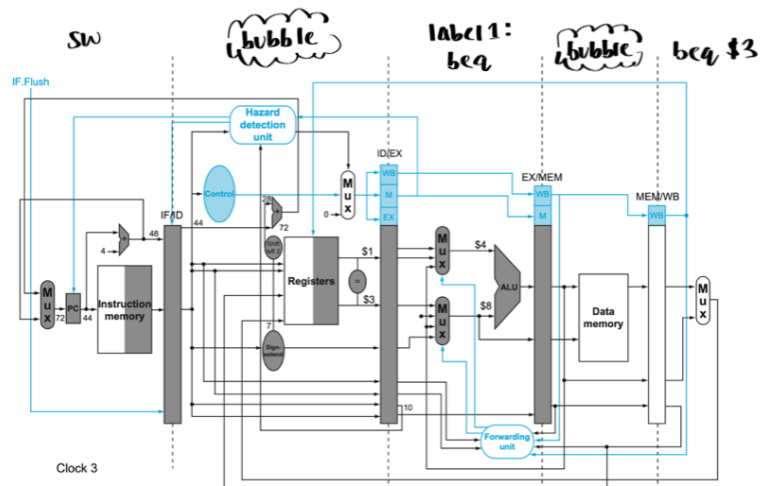 sw
bubble
label1:
beq
bubble
beq $3
IF.Flush
Hazard
detection
unit
ID/EX
WB
M
EX
EX/MEM
WB
M
MEM/WB
WB
Control
0
Mux
IF/ID
44
28
72
+
48
4
Shift
left 2
Mux
PC
72
44
Instruction
memory
Registers
=
$1
$3
Mux
Mux
$4
$8
ALU
Data
memory
Mux
7
Sign-
extend
10
Forwarding
unit
Clock 3